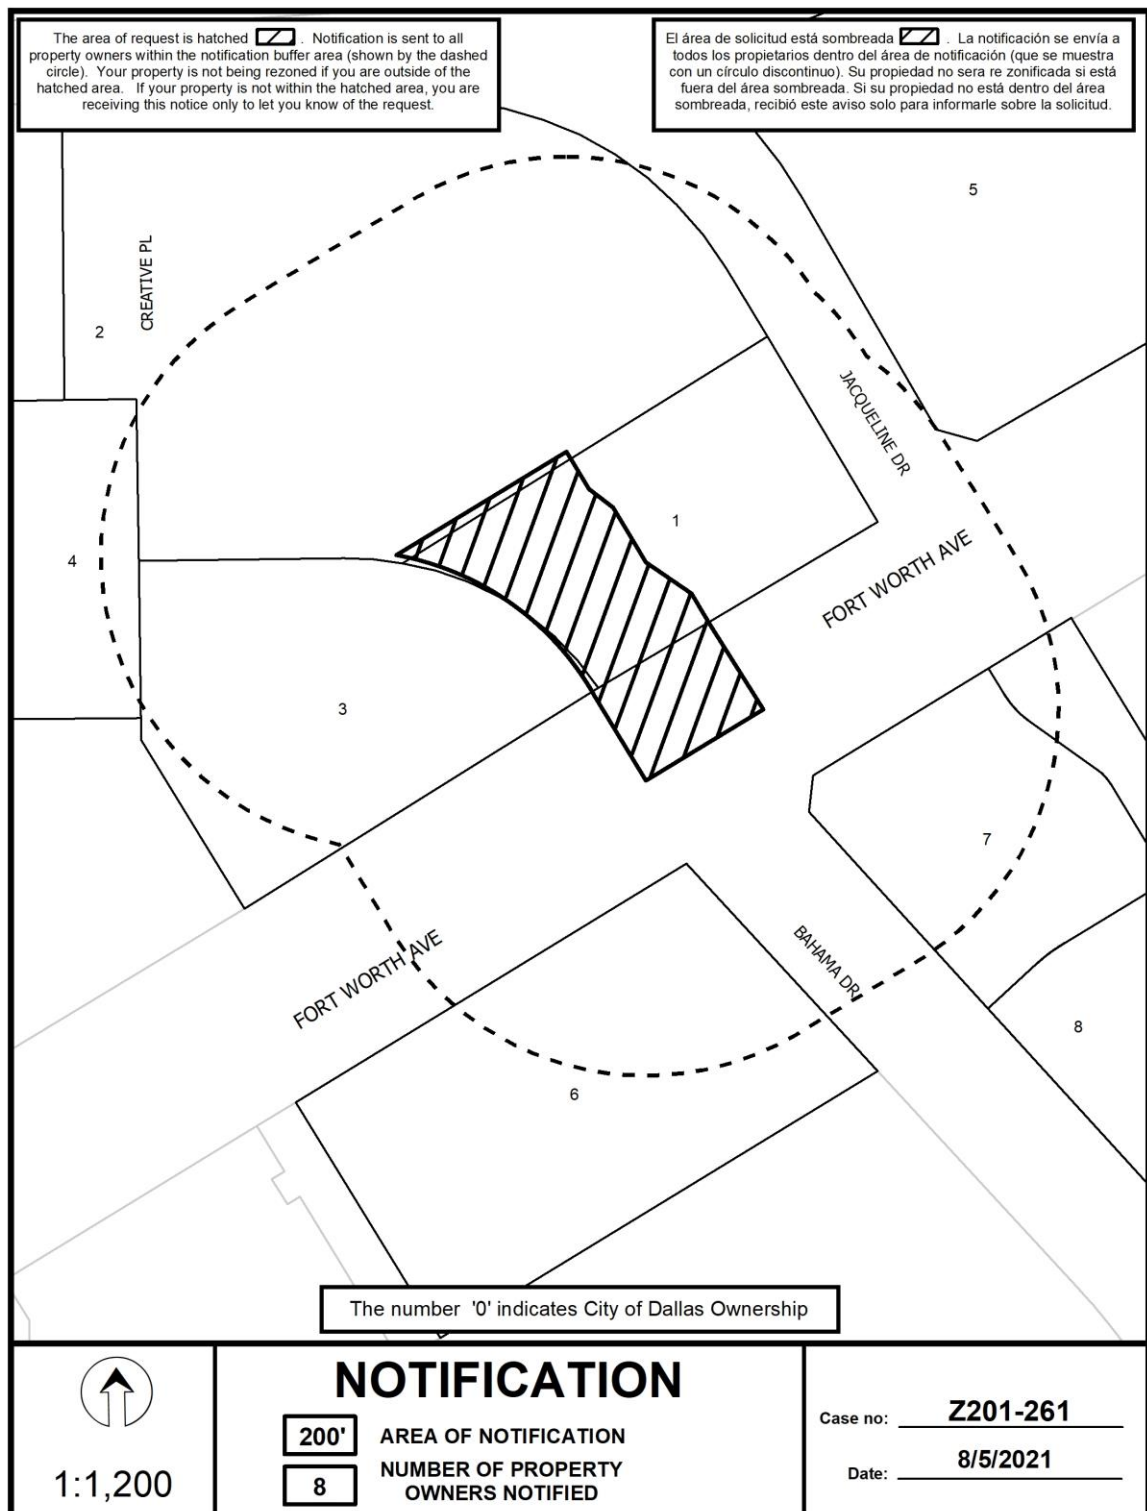 The area of request is hatched . Notification is sent to all
property owners within the notification buffer area (shown by the dashed
circle). Your property is not being rezoned if you are outside of the
hatched area. If your property is not within the hatched area, you are
receiving this notice only to let you know of the request.
El área de solicitud está sombreada . La notificación se envía a
todos los propietarios dentro del área de notificación (que se muestra
con un círculo discontinuo). Su propiedad no sera re zonificada si está
fuera del área sombreada. Si su propiedad no está dentro del área
sombreada, recibió este aviso solo para informarle sobre la solicitud.
5
CREATIVE PL
2
JACQUELINE DR
1
4
FORT WORTH AVE
3
7
FORT WORTH AVE
BAHAMA DR
8
6
The number '0' indicates City of Dallas Ownership
1:1,200
NOTIFICATION
200' AREA OF NOTIFICATION
8 NUMBER OF PROPERTY
OWNERS NOTIFIED
Case no: Z201-261
Date: 8/5/2021